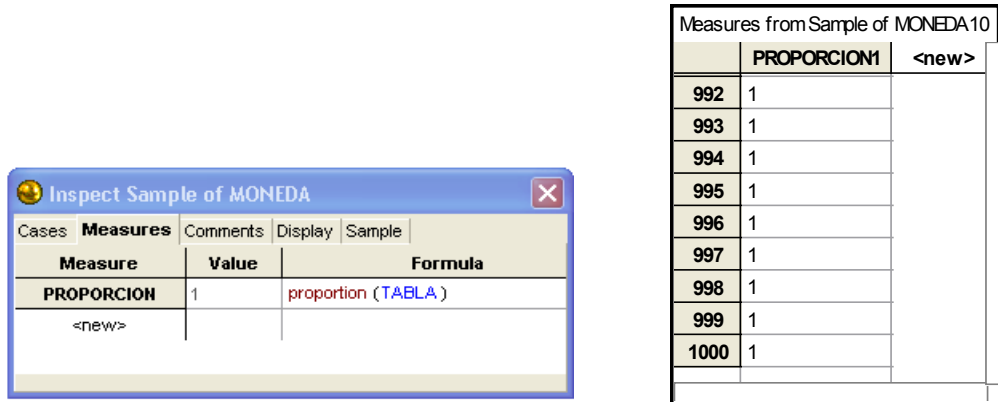 Inspect Sample of MONEDA
Cases Measures Comments Display Sample
Measure Value Formula
PROPORCION 1 proportion (TABLA)
<new>
Measures from Sample of MONEDA10
PROPORCION1 <new>
992 1
993 1
994 1
995 1
996 1
997 1
998 1
999 1
1000 1